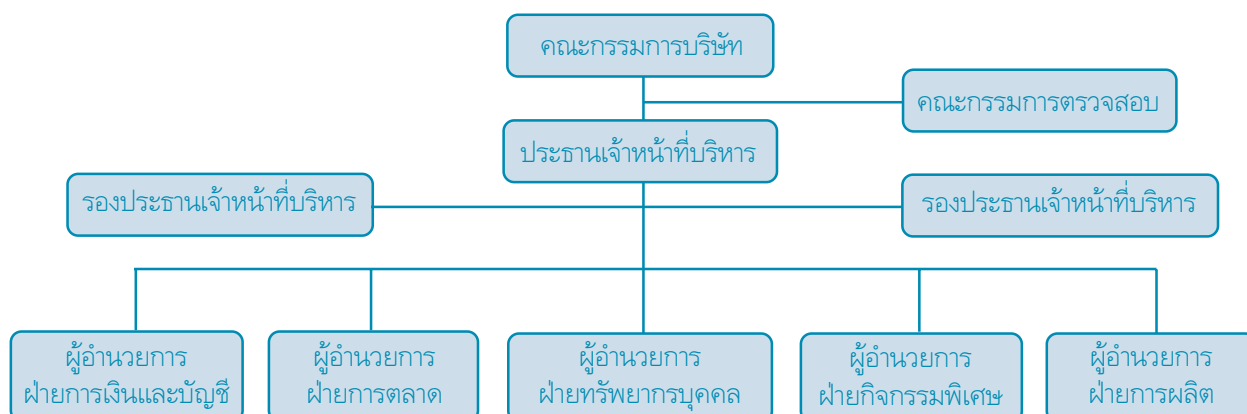 คณะกรรมการบริษัท
คณะกรรมการตรวจสอบ
ประธานเจ้าหน้าที่บริหาร
รองประธานเจ้าหน้าที่บริหาร
รองประธานเจ้าหน้าที่บริหาร
ผู้อำนวยการ
ฝ่ายการเงินและบัญชี
ผู้อำนวยการ
ฝ่ายการตลาด
ผู้อำนวยการ
ฝ่ายทรัพยากรบุคคล
ผู้อำนวยการ
ฝ่ายกิจกรรมพิเศษ
ผู้อำนวยการ
ฝ่ายการผลิต